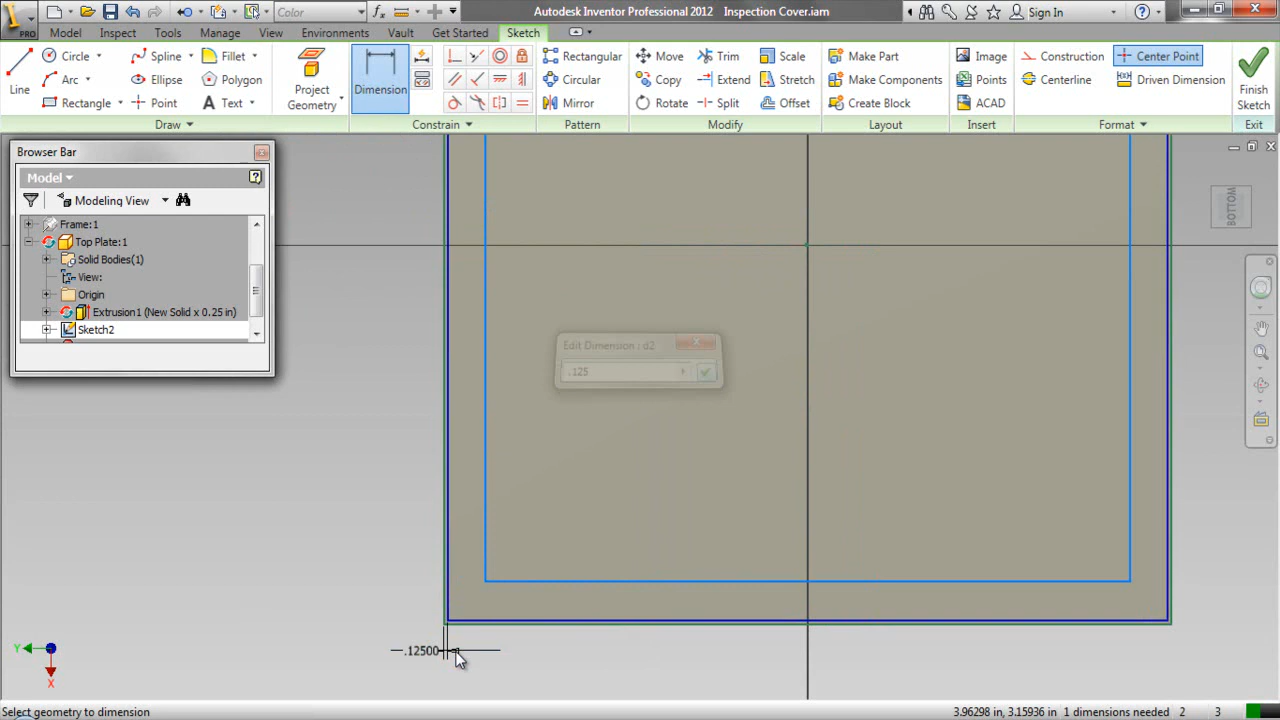 Color
Autodesk Inventor Professional 2012   Inspection Cover.iam
Sign In
PRO
Model Inspect Tools Manage View Environments Vault Get Started Sketch
Line
Circle
Arc
Rectangle
Spline
Ellipse
Point
Fillet
Polygon
Text
Draw
Project
Geometry
Dimension
Constrain
Rectangular
Circular
Mirror
Pattern
Move
Copy
Rotate
Trim
Extend
Split
Scale
Stretch
Offset
Modify
Make Part
Make Components
Create Block
Layout
Image
Points
ACAD
Insert
Construction
Centerline
Center Point
Driven Dimension
Format
Finish
Sketch
Exit
Browser Bar
Model
Modeling View
Frame:1
Top Plate:1
Solid Bodies(1)
View:
Origin
Extrusion1 (New Solid x 0.25 in)
Sketch2
BOTTOM
Edit Dimension : d2
.125
.12500
Y
X
Select geometry to dimension
3.96298 in, 3.15936 in 1 dimensions needed 2 3